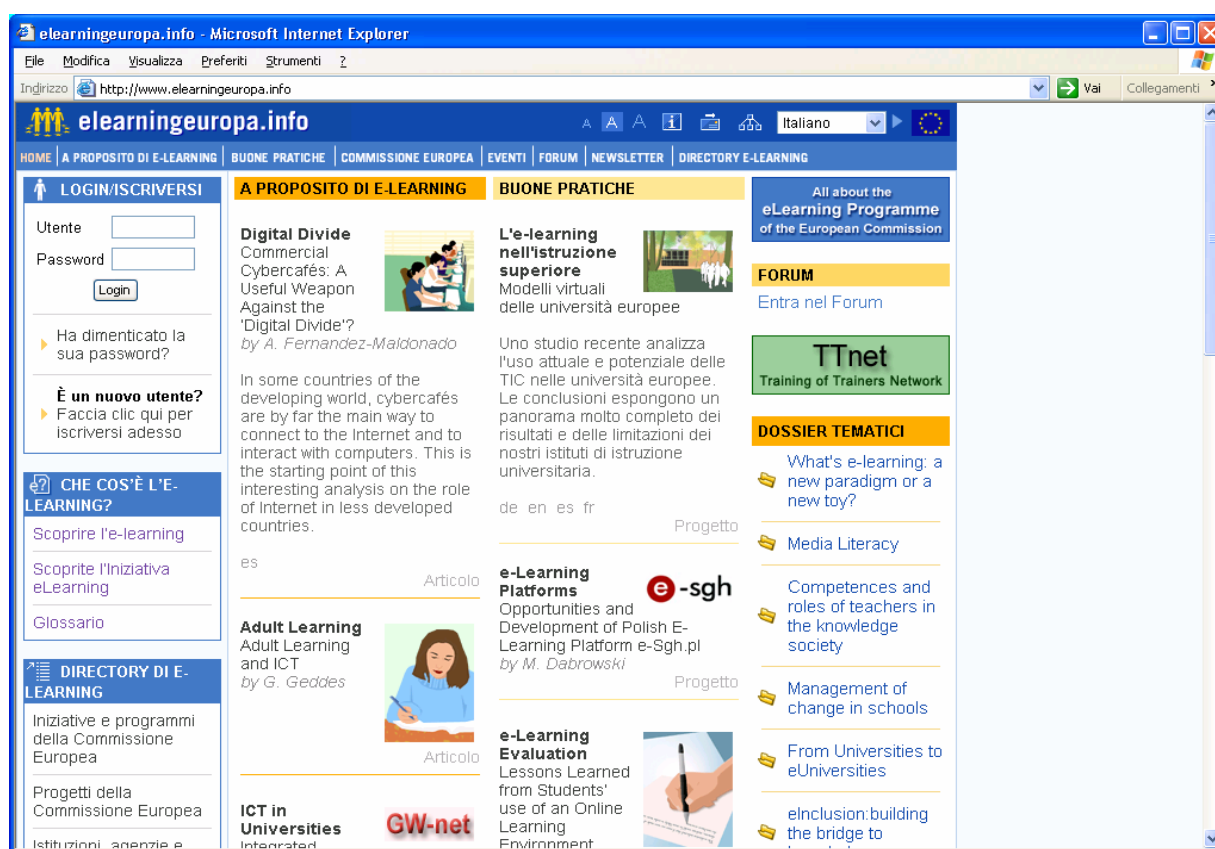 elearningeuropa.info - Microsoft Internet Explorer
File Modifica Visualizza Preferiti Strumenti ?
Indirizzo http://www.elearningeuropa.info Vai Collegamenti »
elearningeuropa.info A A A i Italiano
HOME A PROPOSITO DI E-LEARNING BUONE PRATICHE COMMISSIONE EUROPEA EVENTI FORUM NEWSLETTER DIRECTORY E-LEARNING
LOGIN/ISCRIVERSI
Utente
Password
Login
Ha dimenticato la
sua password?
È un nuovo utente?
Faccia clic qui per
iscriversi adesso
CHE COS'È L'E-
LEARNING?
Scoprire l'e-learning
Scoprite l'Iniziativa
eLearning
Glossario
DIRECTORY DI E-
LEARNING
Iniziative e programmi
della Commissione
Europea
Progetti della
Commissione Europea
Istituzioni, agenzie e
A PROPOSITO DI E-LEARNING
Digital Divide
Commercial
Cybercafés: A
Useful Weapon
Against the
'Digital Divide'?
by A. Fernandez-Maldonado
In some countries of the
developing world, cybercafés
are by far the main way to
connect to the Internet and to
interact with computers. This is
the starting point of this
interesting analysis on the role
of Internet in less developed
countries.
es
Articolo
Adult Learning
Adult Learning
and ICT
by G. Geddes
Articolo
ICT in
Universities
Integrated
GW-net
BUONE PRATICHE
L'e-learning
nell'istruzione
superiore
Modelli virtuali
delle università europee
Uno studio recente analizza
l'uso attuale e potenziale delle
TIC nelle università europee.
Le conclusioni espongono un
panorama molto completo dei
risultati e delle limitazioni dei
nostri istituti di istruzione
universitaria.
de en es fr
Progetto
e-Learning
Platforms
Opportunities and
Development of Polish E-
Learning Platform e-Sgh.pl
by M. Dabrowski
e-sgh
Progetto
e-Learning
Evaluation
Lessons Learned
from Students'
use of an Online
Learning
Environment
All about the
eLearning Programme
of the European Commission
FORUM
Entra nel Forum
TTnet
Training of Trainers Network
DOSSIER TEMATICI
What's e-learning: a
new paradigm or a
new toy?
Media Literacy
Competences and
roles of teachers in
the knowledge
society
Management of
change in schools
From Universities to
eUniversities
eInclusion:building
the bridge to